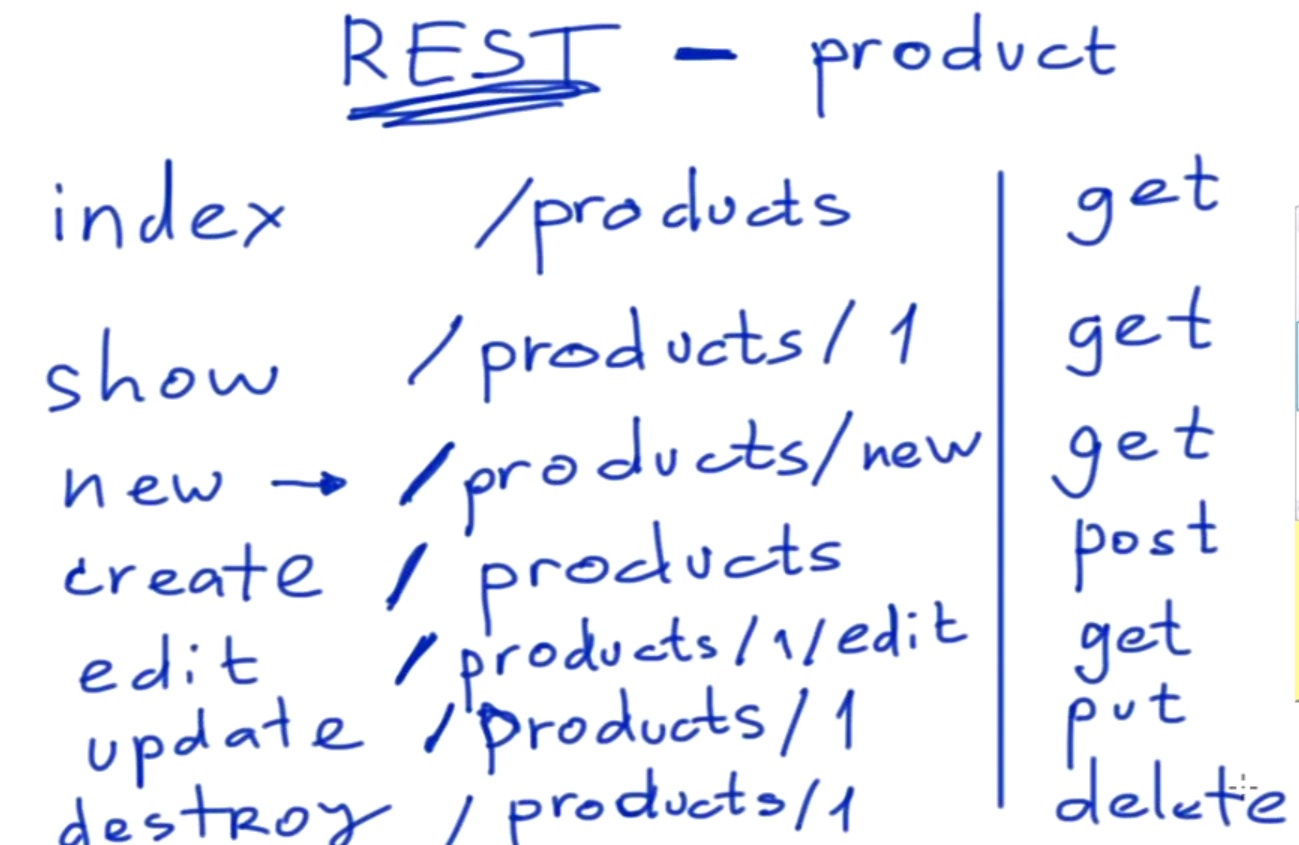 REST - product
index /products get
show /products/1 get
new → /products/new get
create /products post
edit /products/1/edit get
update /products/1 put
destroy /products/1 delete